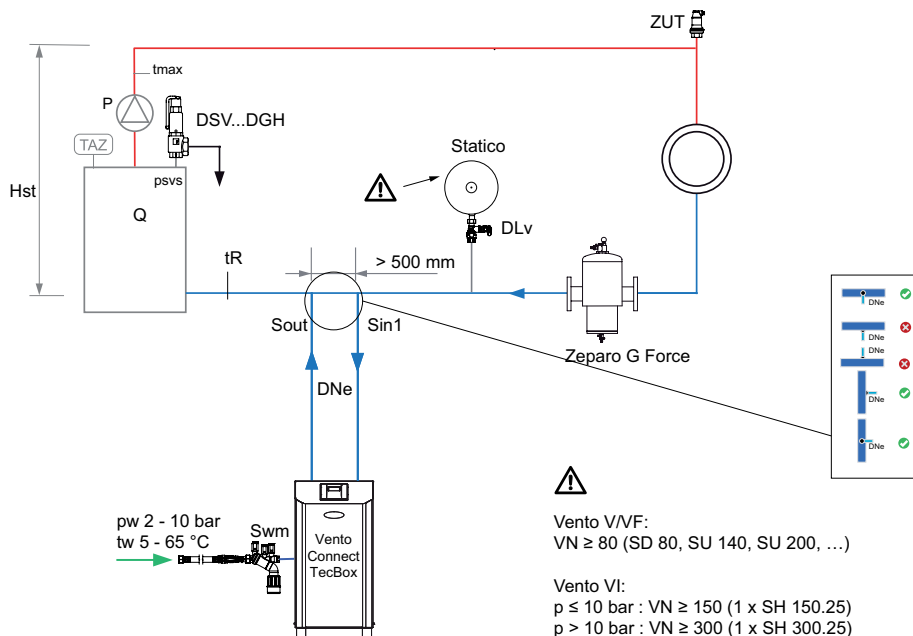 ZUT
tmax
P
DSV...DGH
TAZ
Statico
psvs
Hst
Q
DLv
tR
> 500 mm
Sout
Sin1
Zeparo G Force
DNe
DNe
DNe
DNe
DNe
DNe
pw 2 - 10 bar
tw 5 - 65 °C
Swm
Vento
Connect
TecBox
Vento V/VF:
VN ≥ 80 (SD 80, SU 140, SU 200, …)
Vento VI:
p ≤ 10 bar : VN ≥ 150 (1 x SH 150.25)
p > 10 bar : VN ≥ 300 (1 x SH 300.25)